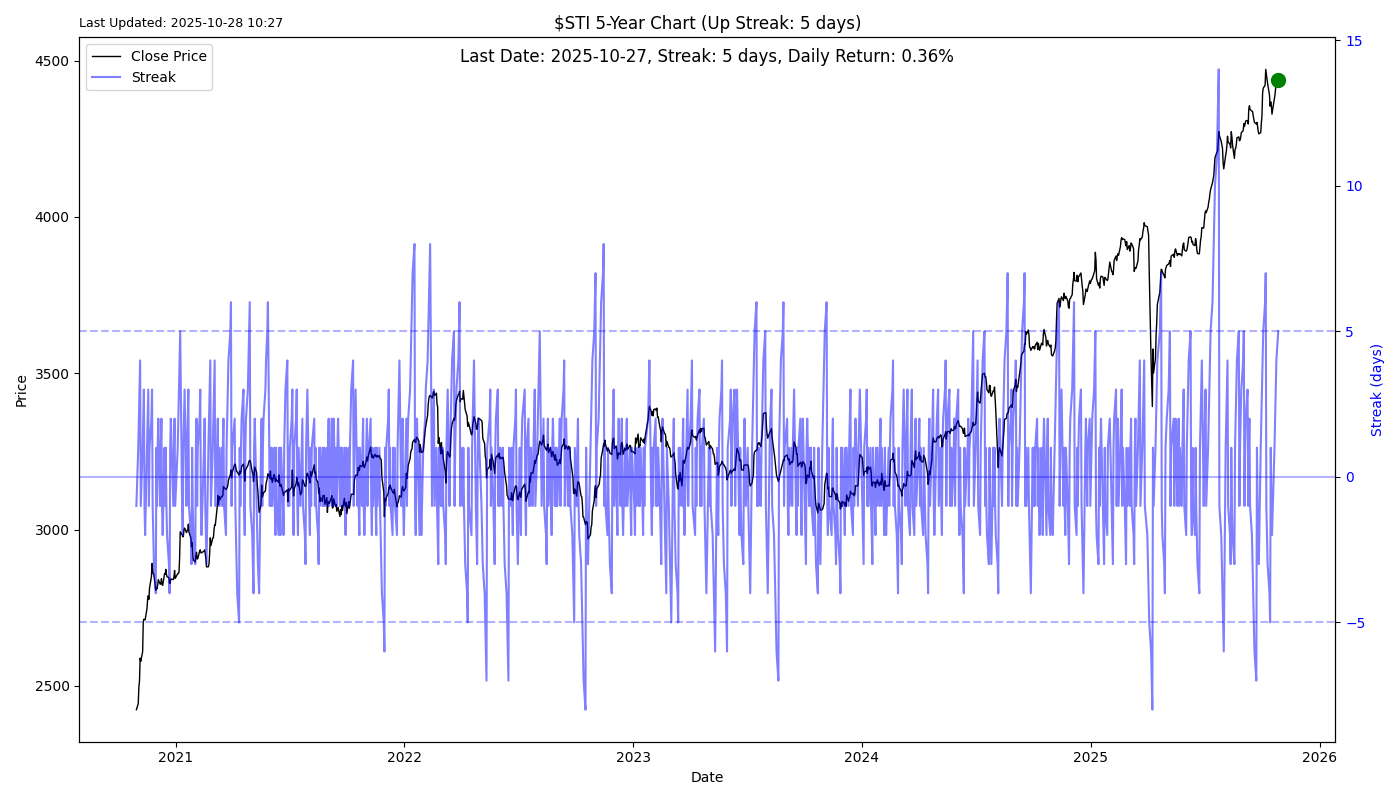 Last Updated: 2025-10-28 10:27
$STI 5-Year Chart (Up Streak: 5 days)
Last Date: 2025-10-27, Streak: 5 days, Daily Return: 0.36%
Close Price
Streak
Price
4500
4000
3500
3000
2500
15
10
5
0
−5
Streak (days)
2021
2022
2023
2024
2025
2026
Date